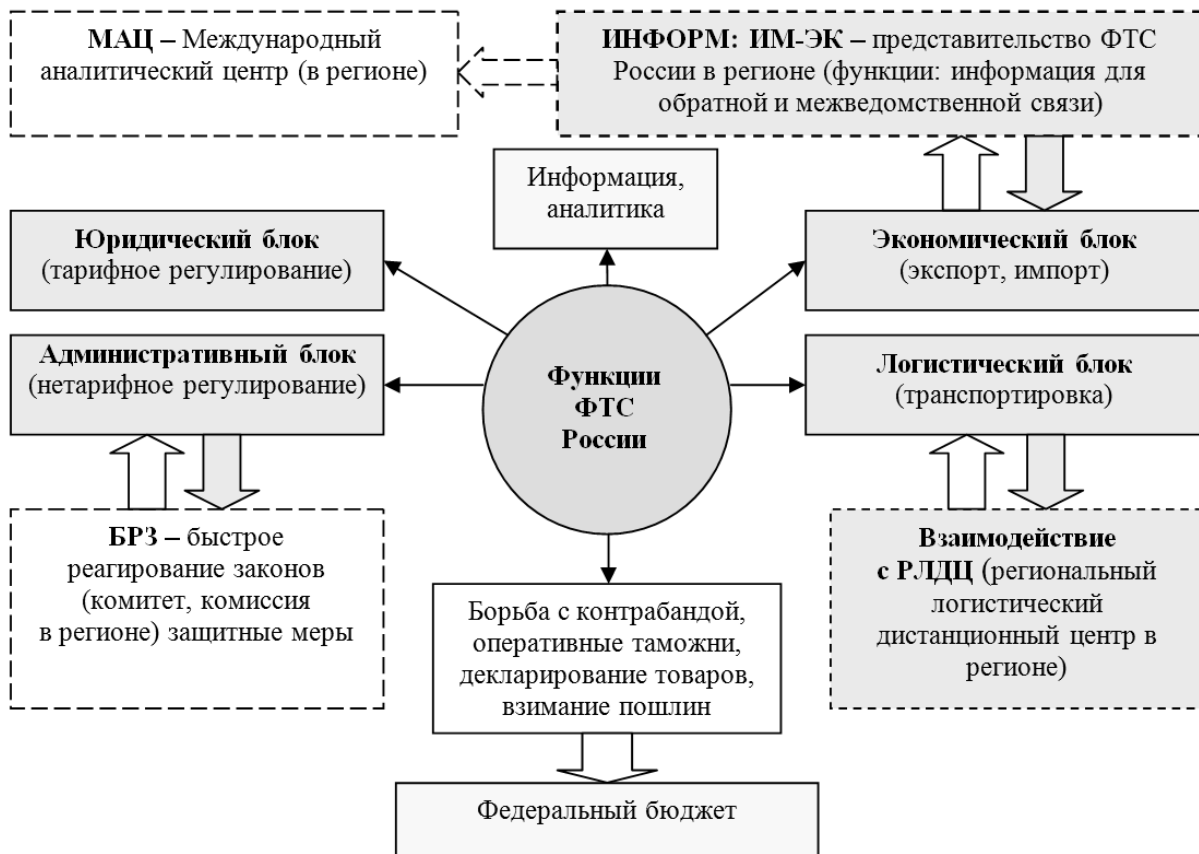 МАЦ – Международный
аналитический центр (в регионе)
ИНФОРМ: ИМ-ЭК – представительство ФТС
России в регионе (функции: информация для
обратной и межведомственной связи)
Информация,
аналитика
Юридический блок
(тарифное регулирование)
Экономический блок
(экспорт, импорт)
Административный блок
(нетарифное регулирование)
Функции
ФТС
России
Логистический блок
(транспортировка)
БРЗ – быстрое
реагирование законов
(комитет, комиссия
в регионе) защитные меры
Взаимодействие
с РЛДЦ (региональный
логистический
дистанционный центр в
регионе)
Борьба с контрабандой,
оперативные таможни,
декларирование товаров,
взимание пошлин
Федеральный бюджет